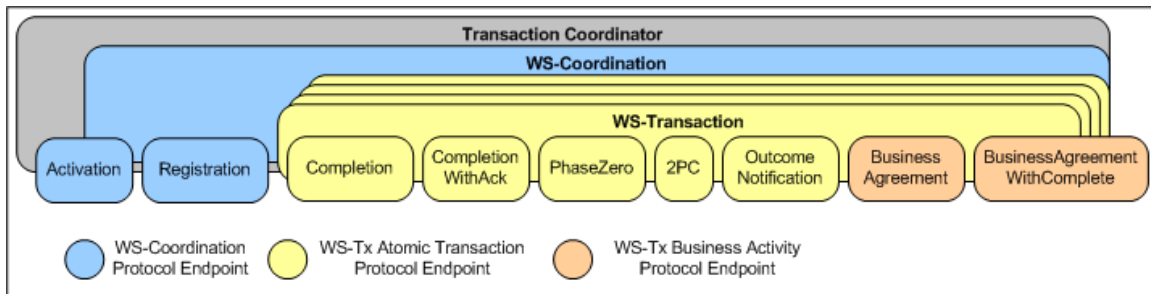 Transaction Coordinator
WS-Coordination
WS-Transaction
Activation
Registration
Completion
Completion
WithAck
PhaseZero
2PC
Outcome
Notification
Business
Agreement
BusinessAgreement
WithComplete
WS-Coordination
Protocol Endpoint
WS-Tx Atomic Transaction
Protocol Endpoint
WS-Tx Business Activity
Protocol Endpoint